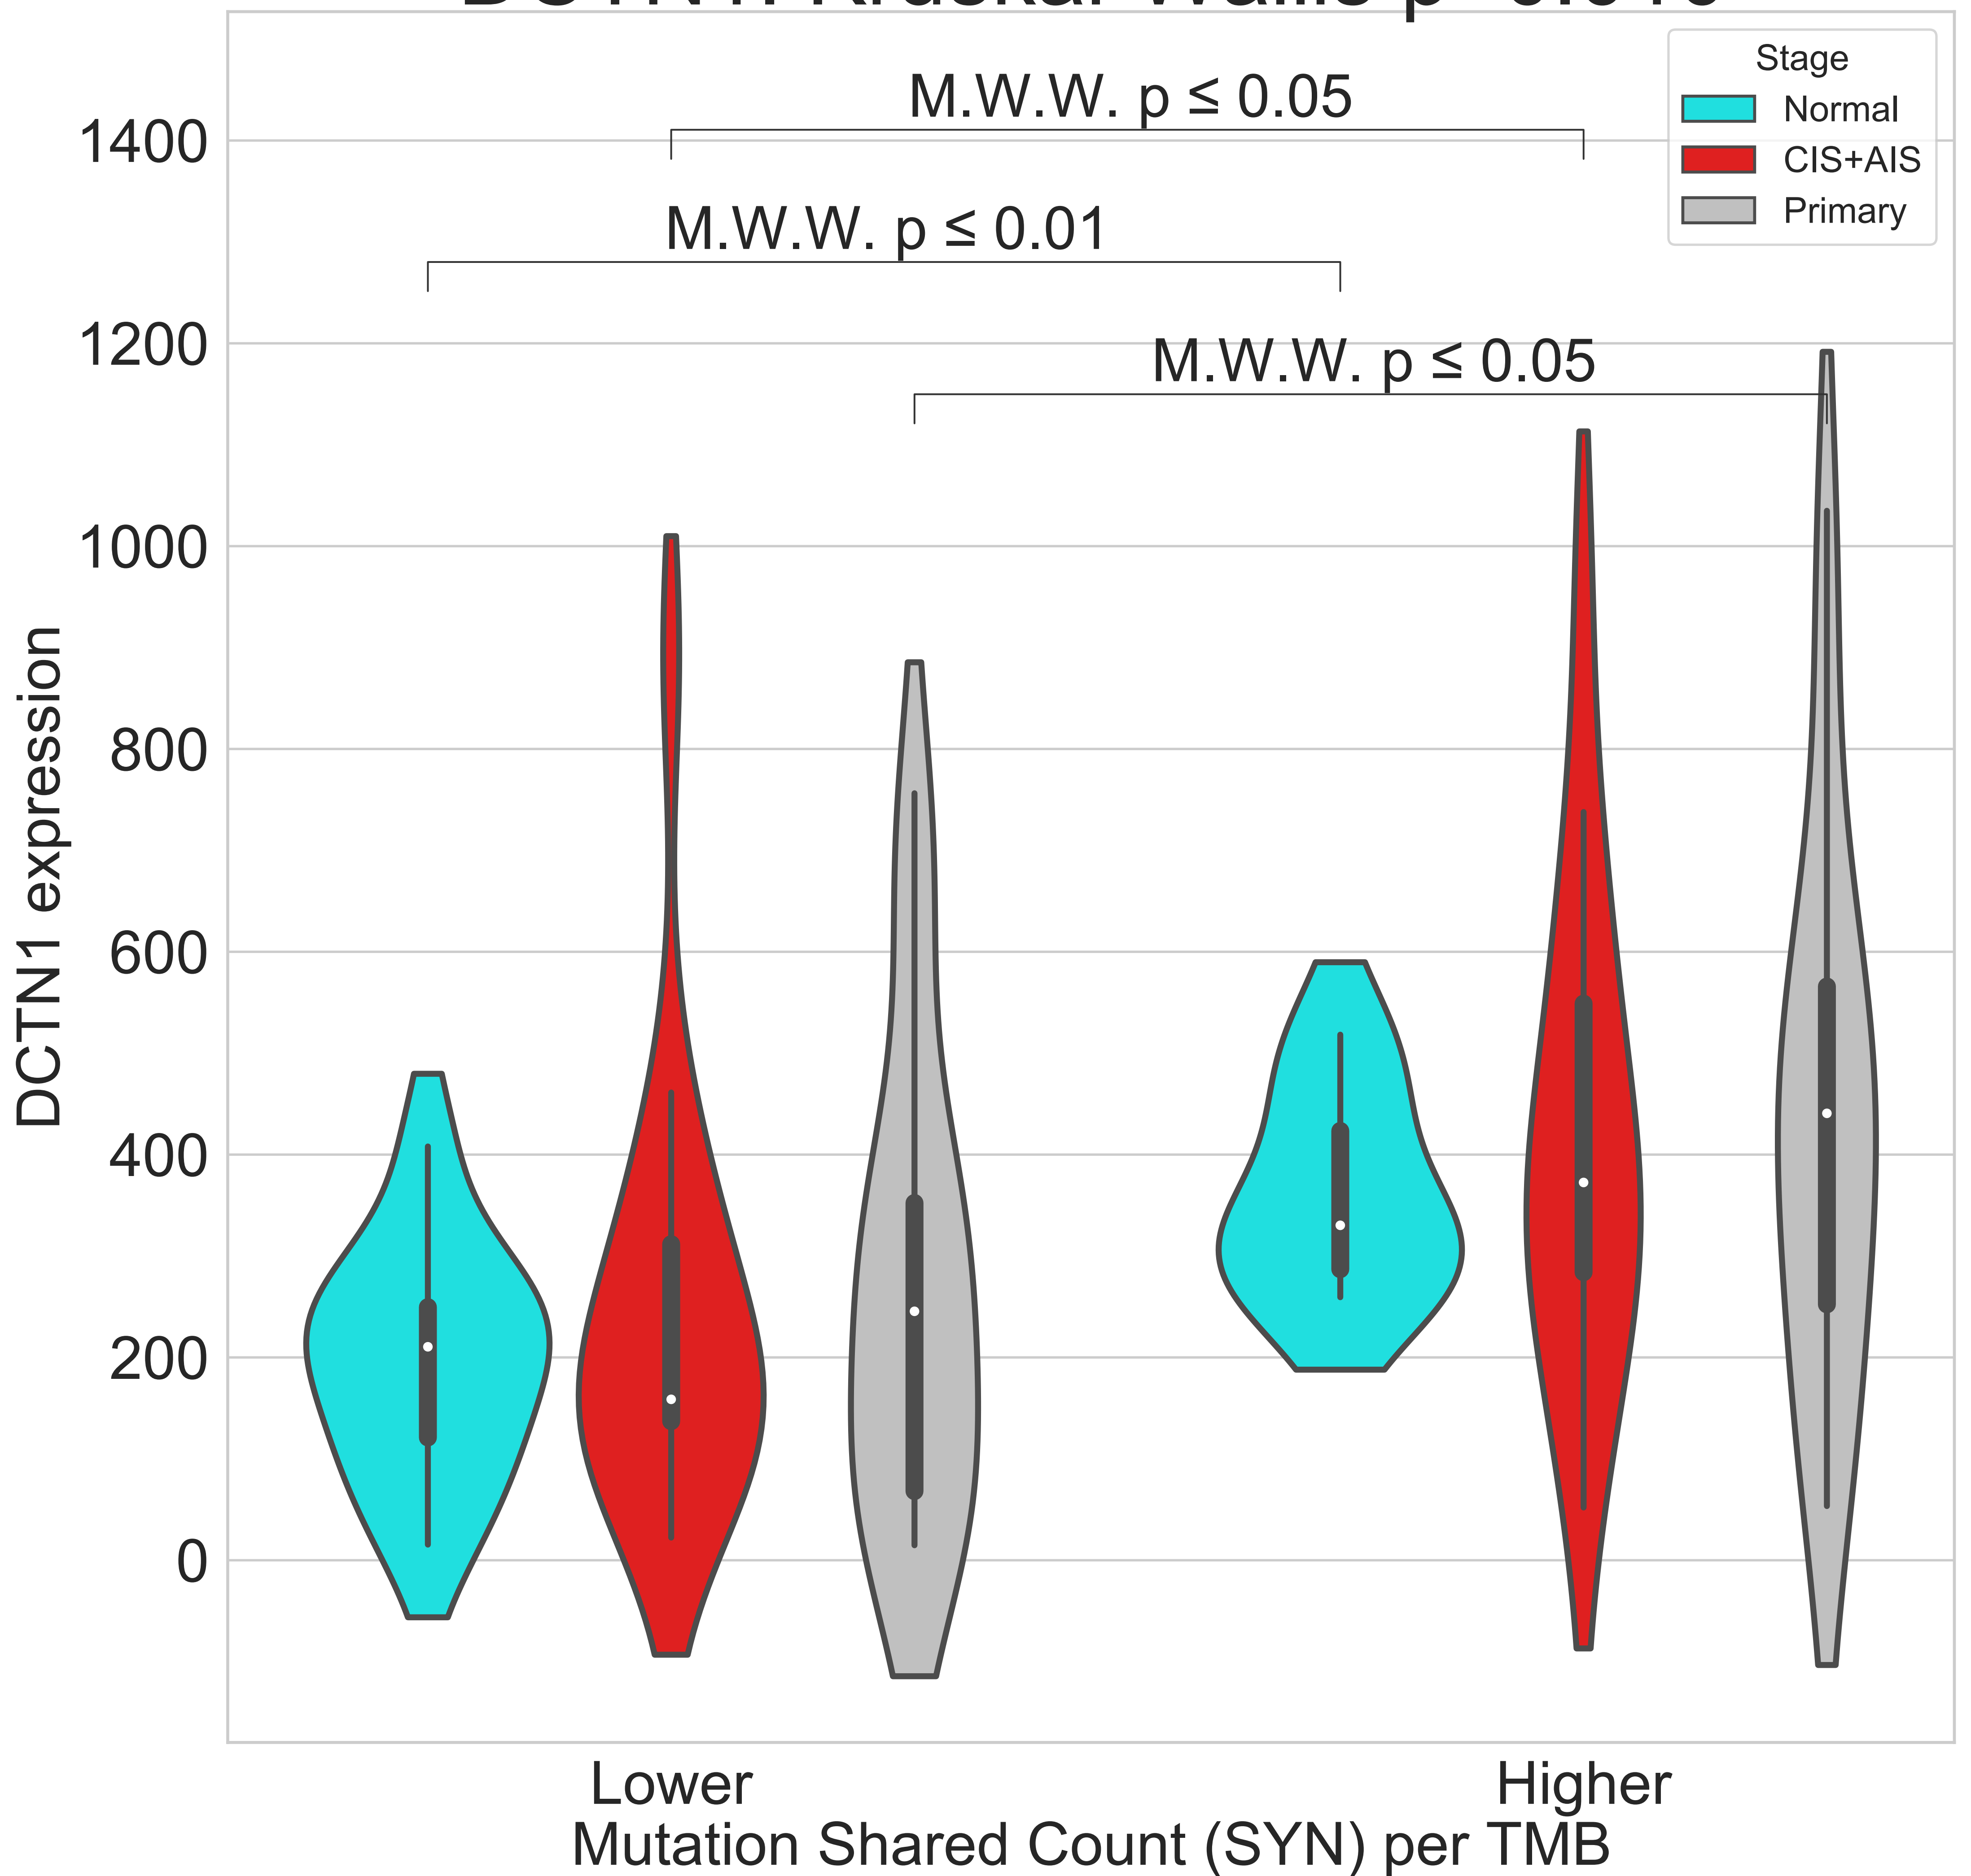 Stage
Normal
CIS+AIS
Primary
M.W.W. p ≤ 0.05
M.W.W. p ≤ 0.01
M.W.W. p ≤ 0.05
1400
1200
1000
800
600
400
200
0
DCTN1 expression
Lower
Higher
Mutation Shared Count (SYN) per TMB